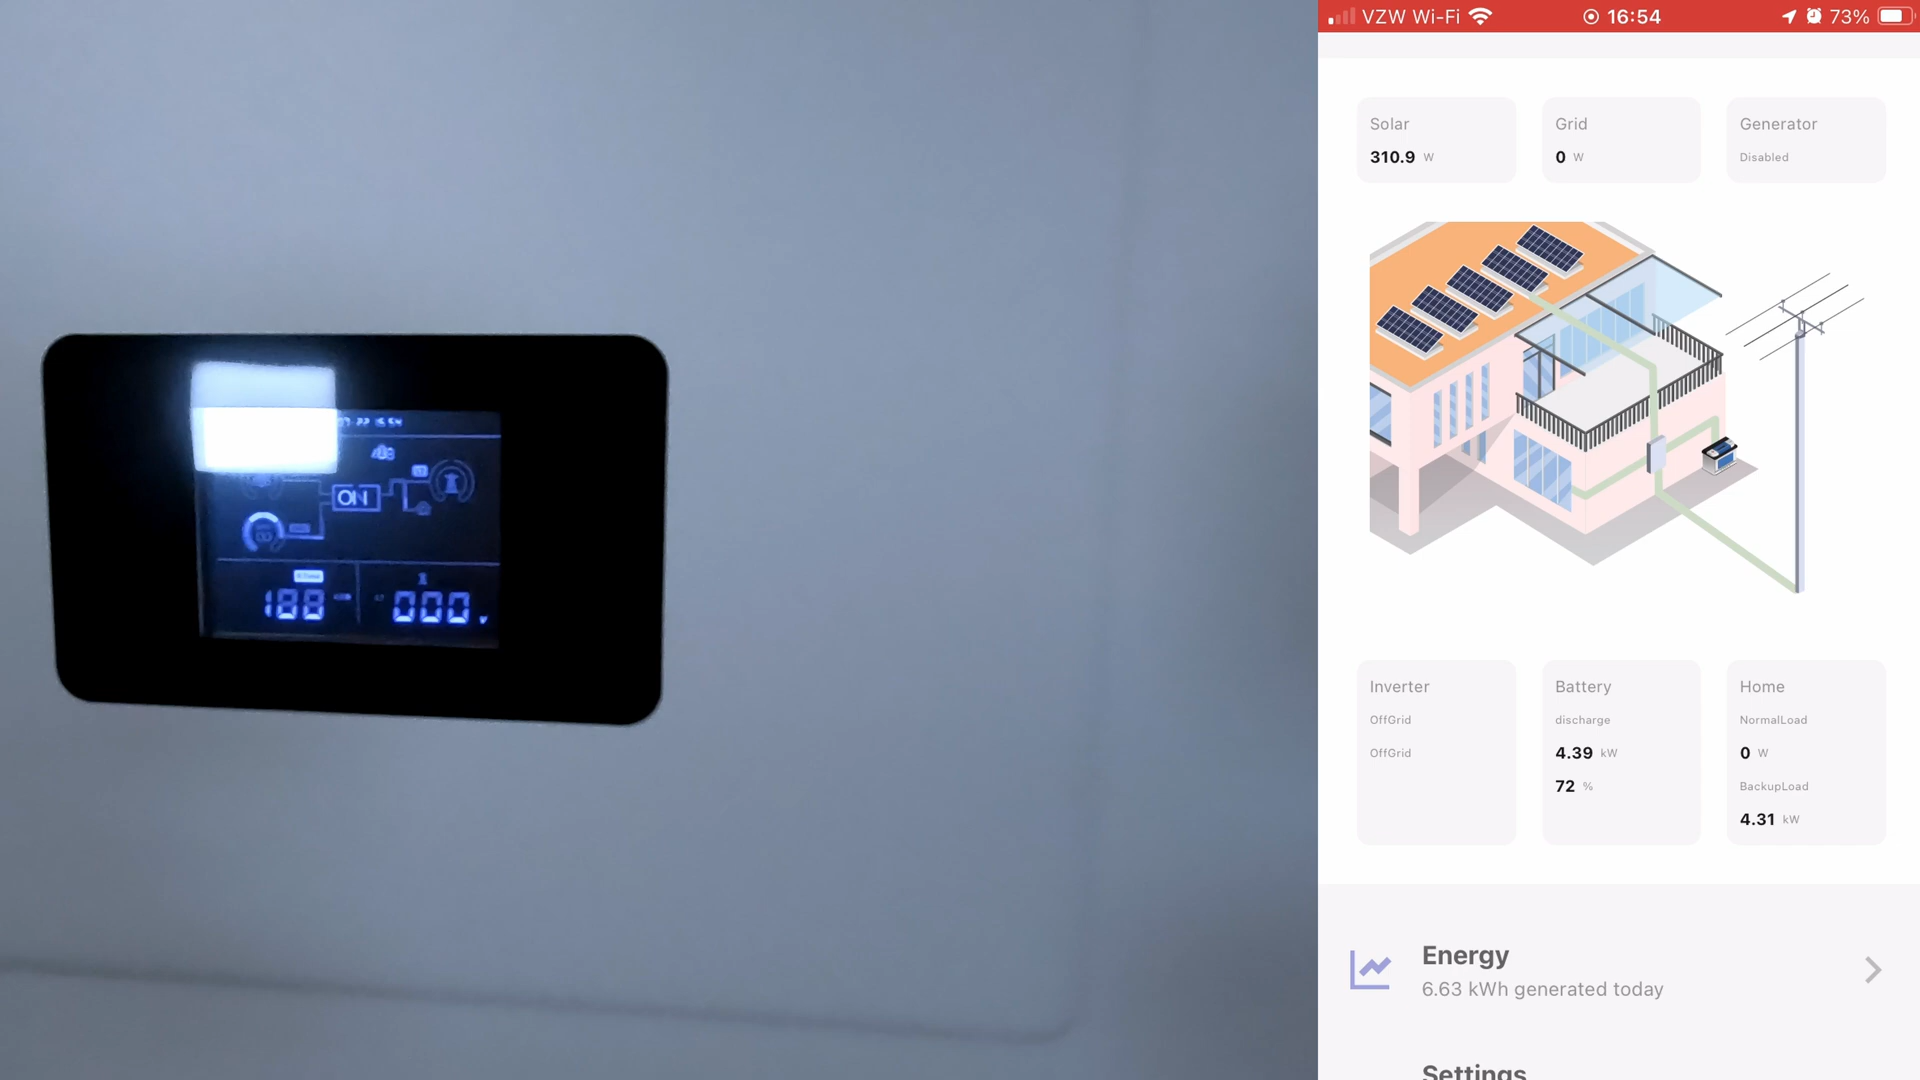 ON
188
000
VZW Wi-Fi
16:54
73%
Solar
310.9 W
Grid
0 W
Generator
Disabled
Inverter
OffGrid
OffGrid
Battery
discharge
4.39 kW
72 %
Home
NormalLoad
0 W
BackupLoad
4.31 kW
Energy
6.63 kWh generated today
Settings